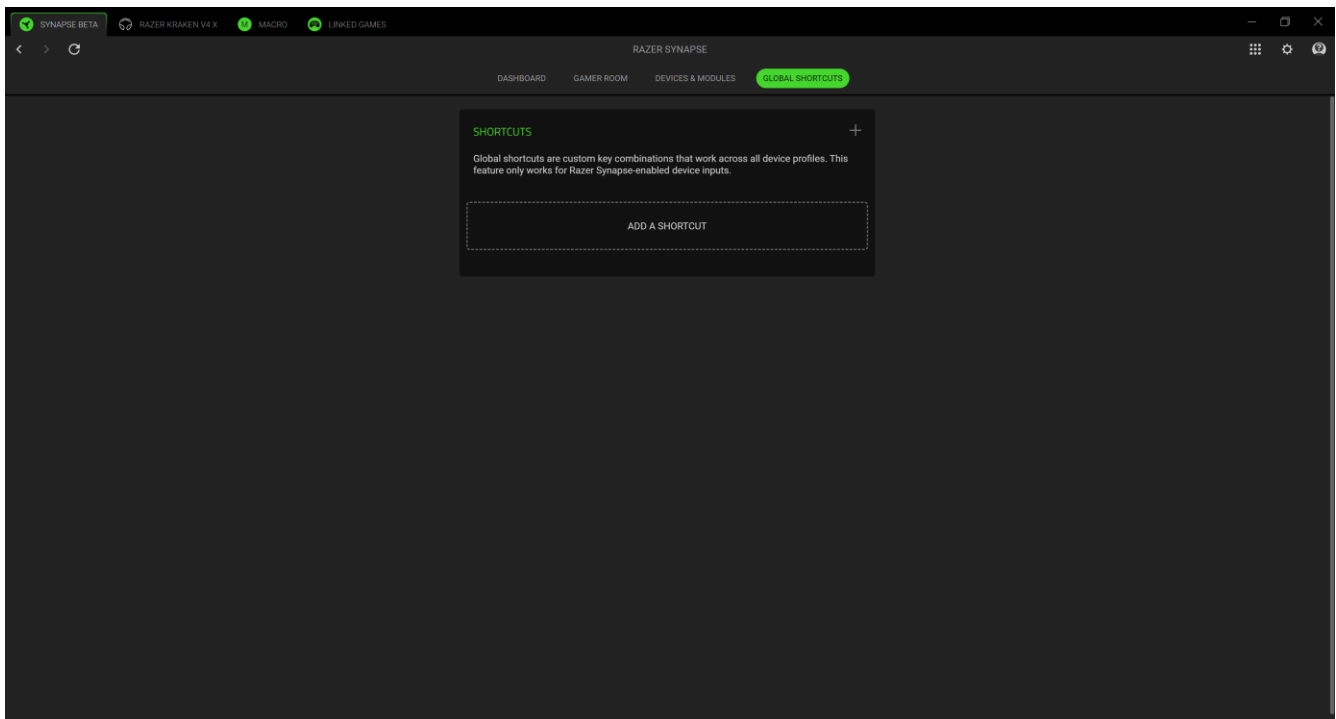 SYNAPSE BETA
RAZER KRAKEN V4 X
M MACRO
LINKED GAMES
RAZER SYNAPSE
DASHBOARD
GAMER ROOM
DEVICES & MODULES
GLOBAL SHORTCUTS
SHORTCUTS
Global shortcuts are custom key combinations that work across all device profiles. This
feature only works for Razer Synapse-enabled device inputs.
ADD A SHORTCUT